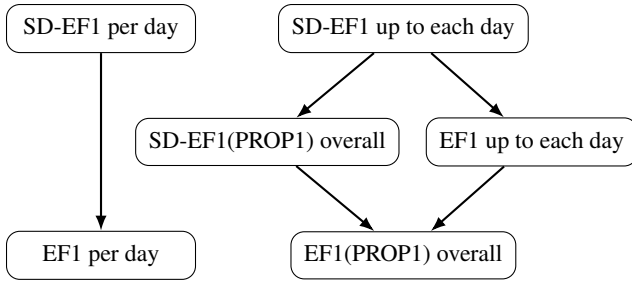 SD-EF1 per day
SD-EF1 up to each day
SD-EF1(PROP1) overall
EF1 up to each day
EF1 per day
EF1(PROP1) overall